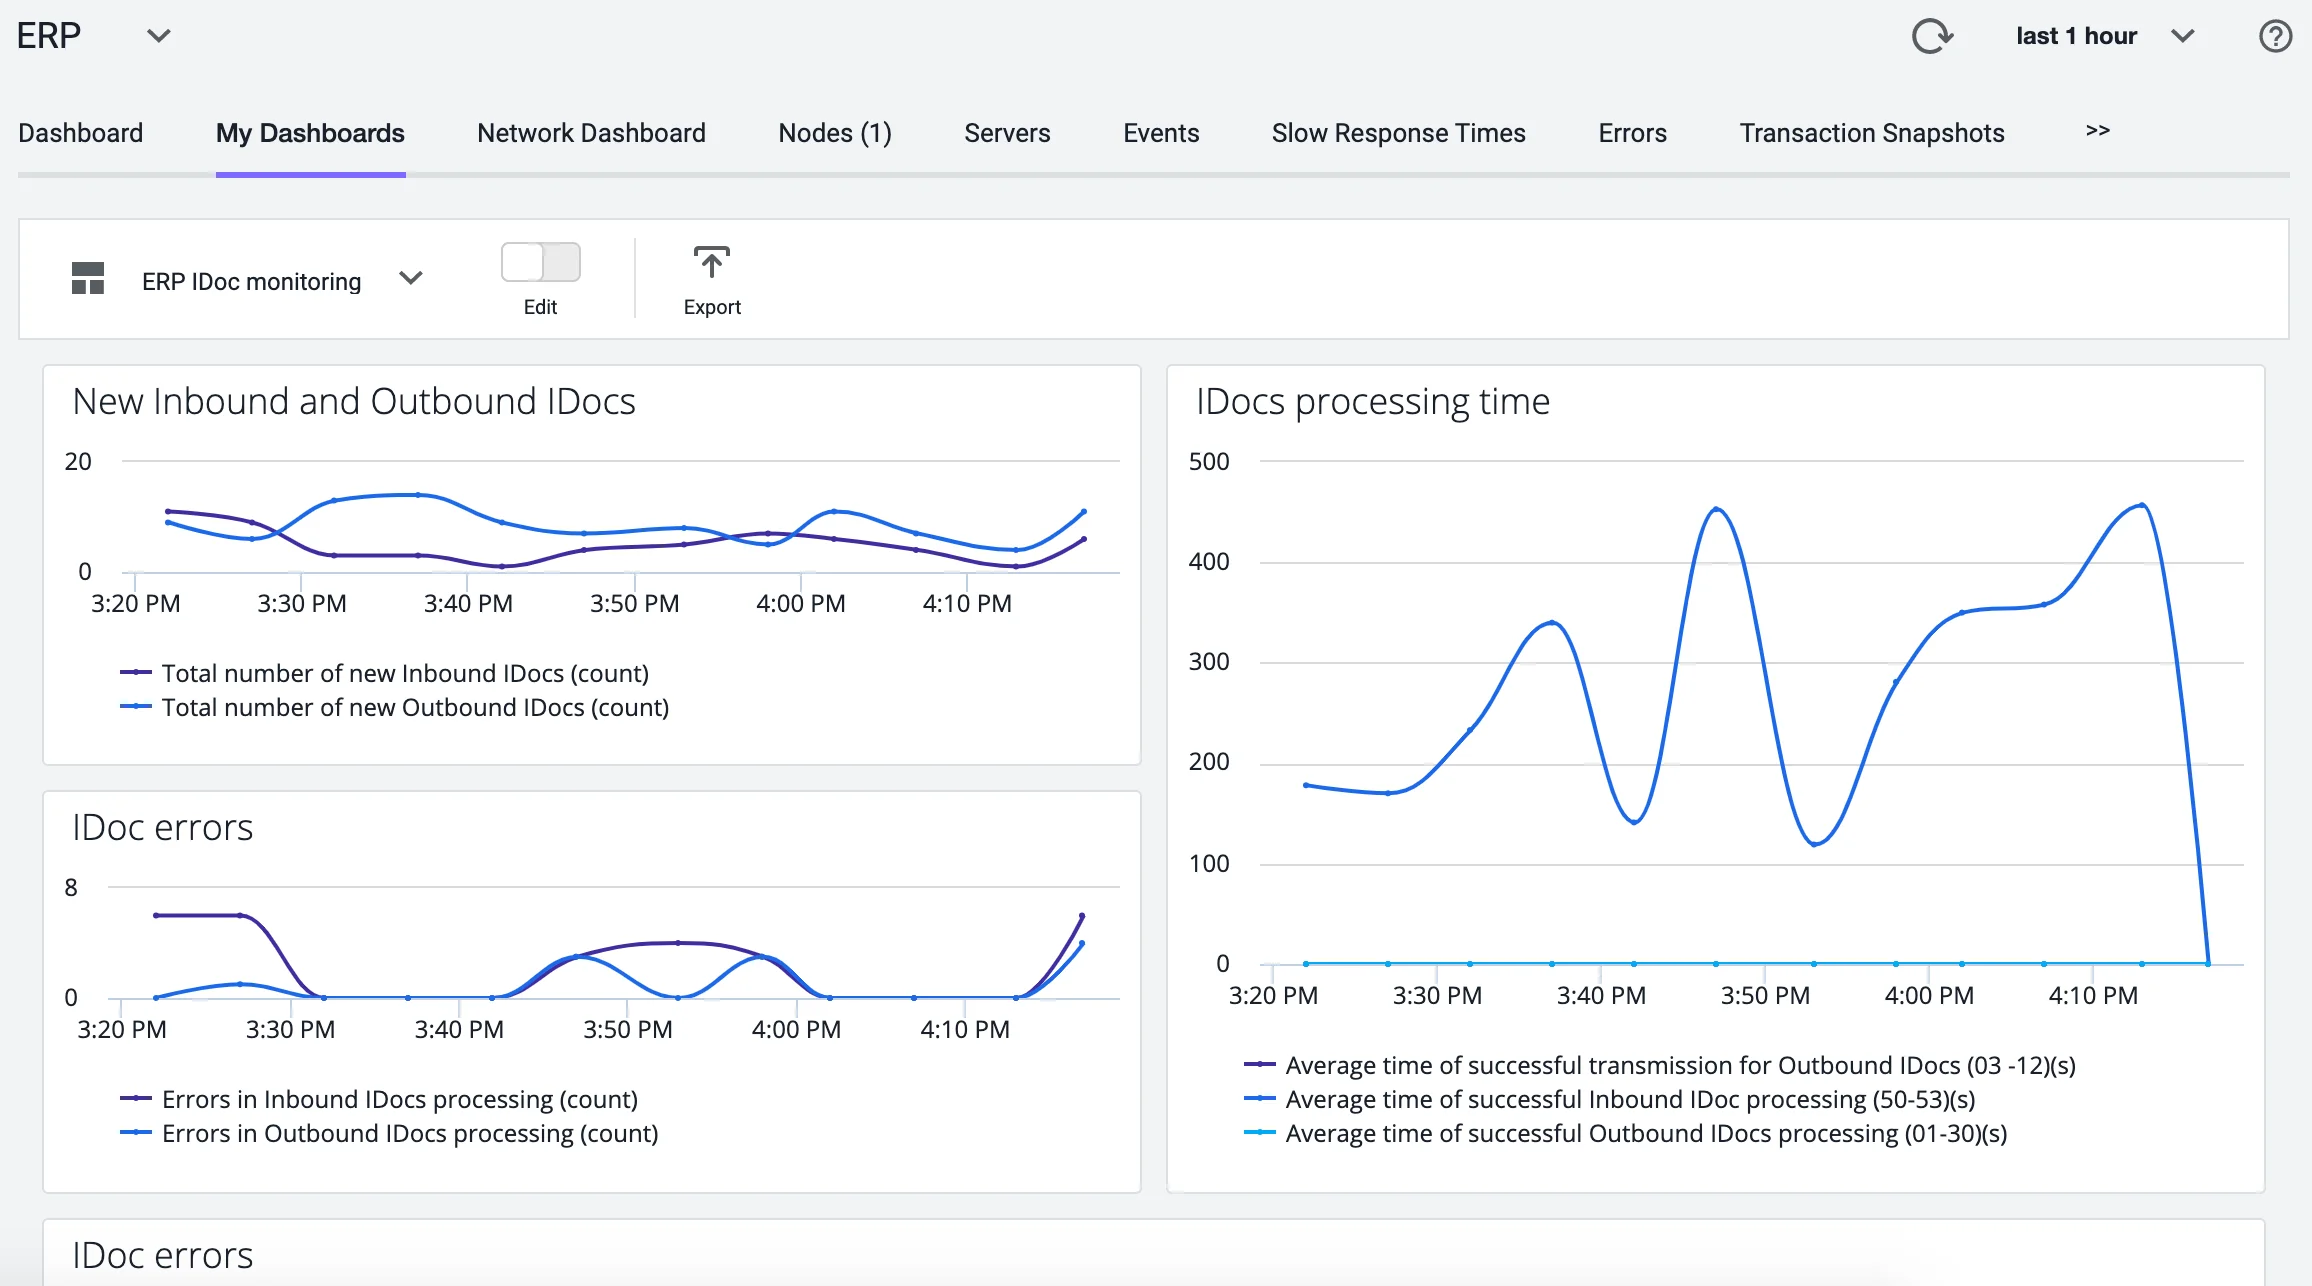 ERP
last 1 hour
Dashboard
My Dashboards
Network Dashboard
Nodes (1)
Servers
Events
Slow Response Times
Errors
Transaction Snapshots
>>
ERP IDoc monitoring
Edit
Export
New Inbound and Outbound IDocs
20
0
3:20 PM 3:30 PM 3:40 PM 3:50 PM 4:00 PM 4:10 PM
Total number of new Inbound IDocs (count)
Total number of new Outbound IDocs (count)
IDocs processing time
500
400
300
200
100
0
3:20 PM 3:30 PM 3:40 PM 3:50 PM 4:00 PM 4:10 PM
Average time of successful transmission for Outbound IDocs (03 -12)(s)
Average time of successful Inbound IDoc processing (50-53)(s)
Average time of successful Outbound IDocs processing (01-30)(s)
IDoc errors
8
0
3:20 PM 3:30 PM 3:40 PM 3:50 PM 4:00 PM 4:10 PM
Errors in Inbound IDocs processing (count)
Errors in Outbound IDocs processing (count)
IDoc errors